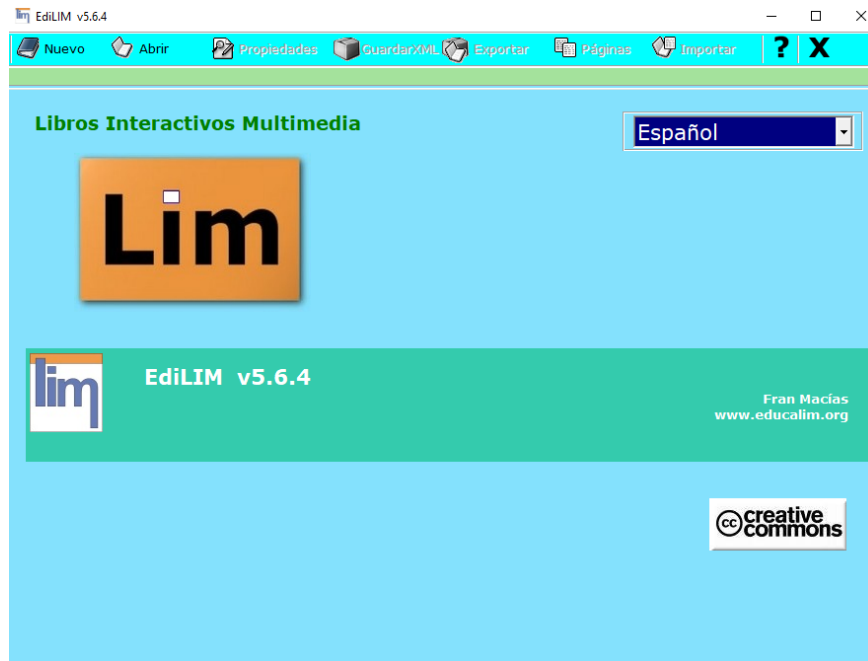 EdiLIM v5.6.4
Nuevo Abrir Propiedades GuardarXML Exportar Páginas Importar ? X
Libros Interactivos Multimedia
Español
Lim
lim
EdiLIM v5.6.4
Fran Macías
www.educalim.org
cc creative
commons